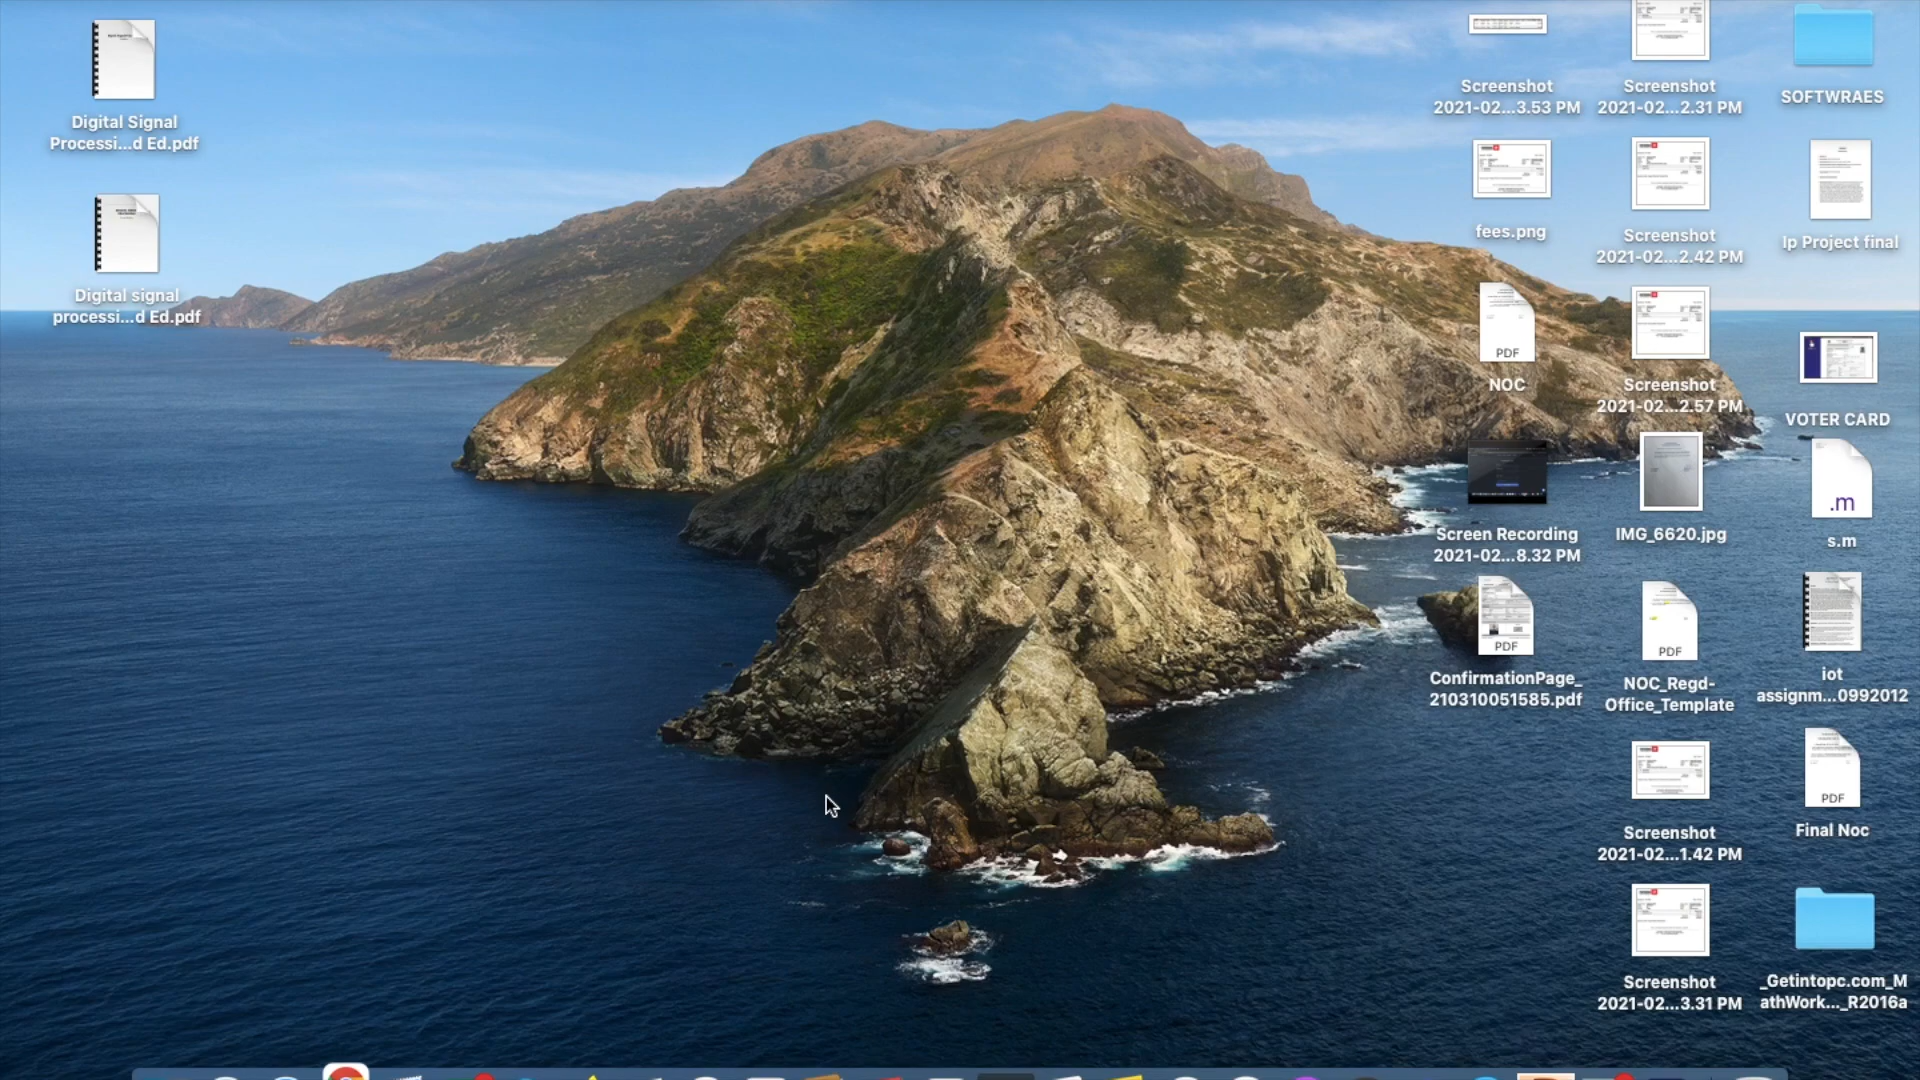 Digital Signal
Processi...d Ed.pdf
Digital signal
processi...d Ed.pdf
Screenshot
2021-02...3.53 PM
fees.png
PDF
NOC
Screen Recording
2021-02...8.32 PM
PDF
ConfirmationPage_
210310051585.pdf
Screenshot
2021-02...2.31 PM
Screenshot
2021-02...2.42 PM
Screenshot
2021-02...2.57 PM
IMG_6620.jpg
PDF
NOC_Regd-
Office_Template
Screenshot
2021-02...1.42 PM
Screenshot
2021-02...3.31 PM
SOFTWRAES
Ip Project final
VOTER CARD
.m
s.m
iot
assignm...0992012
PDF
Final Noc
_Getintopc.com_M
athWork..._R2016a